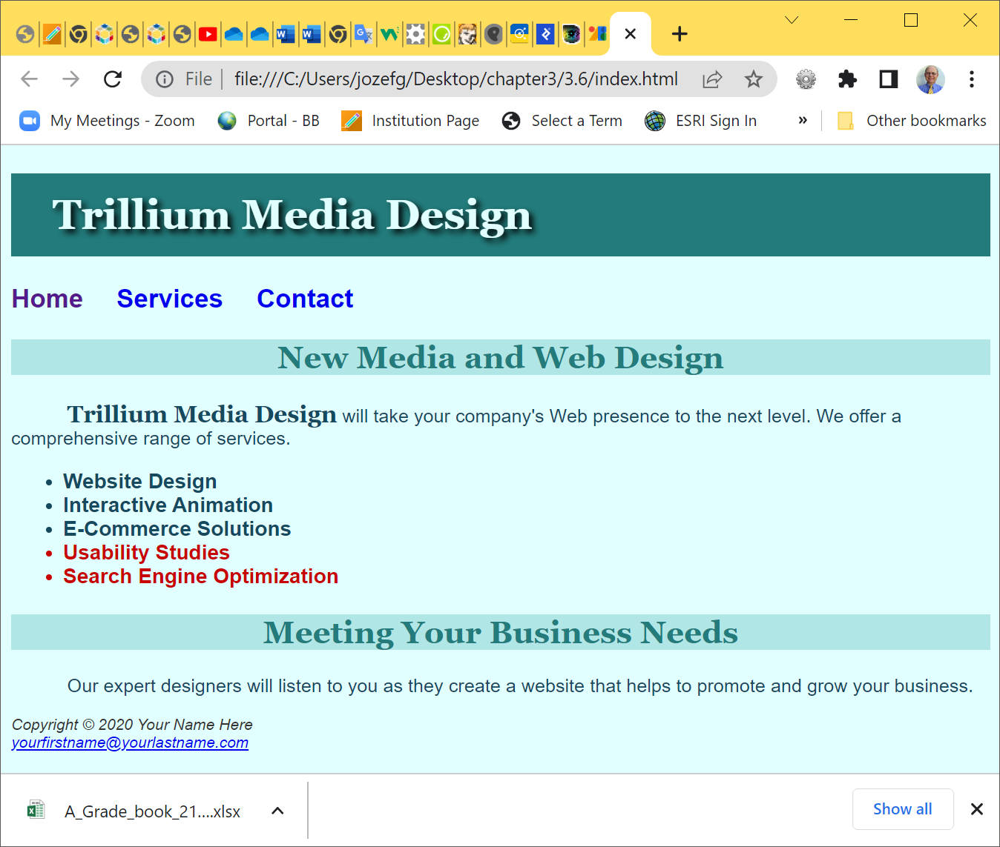 File file:///C:/Users/jozefg/Desktop/chapter3/3.6/index.html
My Meetings - Zoom Portal - BB Institution Page Select a Term ESRI Sign In » Other bookmarks
Trillium Media Design
Home Services Contact
New Media and Web Design
Trillium Media Design will take your company's Web presence to the next level. We offer a
comprehensive range of services.
• Website Design
• Interactive Animation
• E-Commerce Solutions
• Usability Studies
• Search Engine Optimization
Meeting Your Business Needs
Our expert designers will listen to you as they create a website that helps to promote and grow your business.
Copyright © 2020 Your Name Here
yourfirstname@yourlastname.com
A_Grade_book_21....xlsx Show all